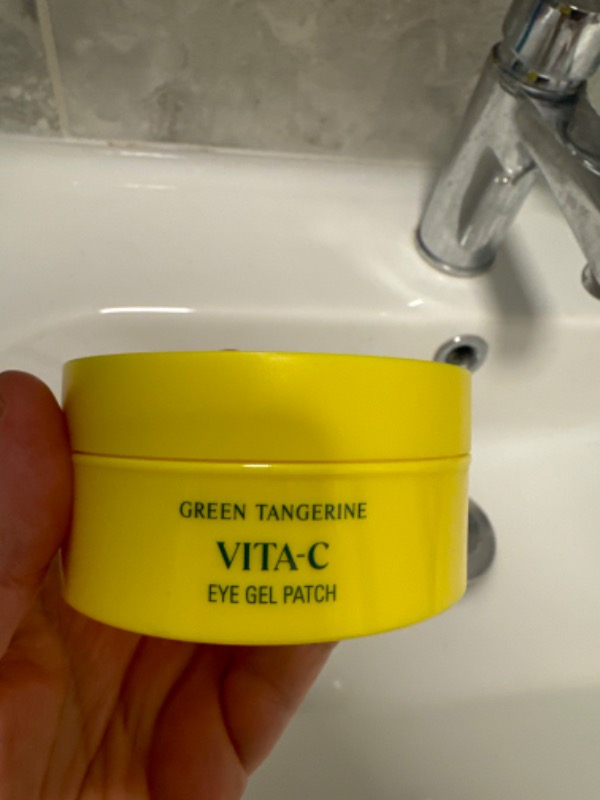 GREEN TANGERINE
VITA-C
EYE GEL PATCH